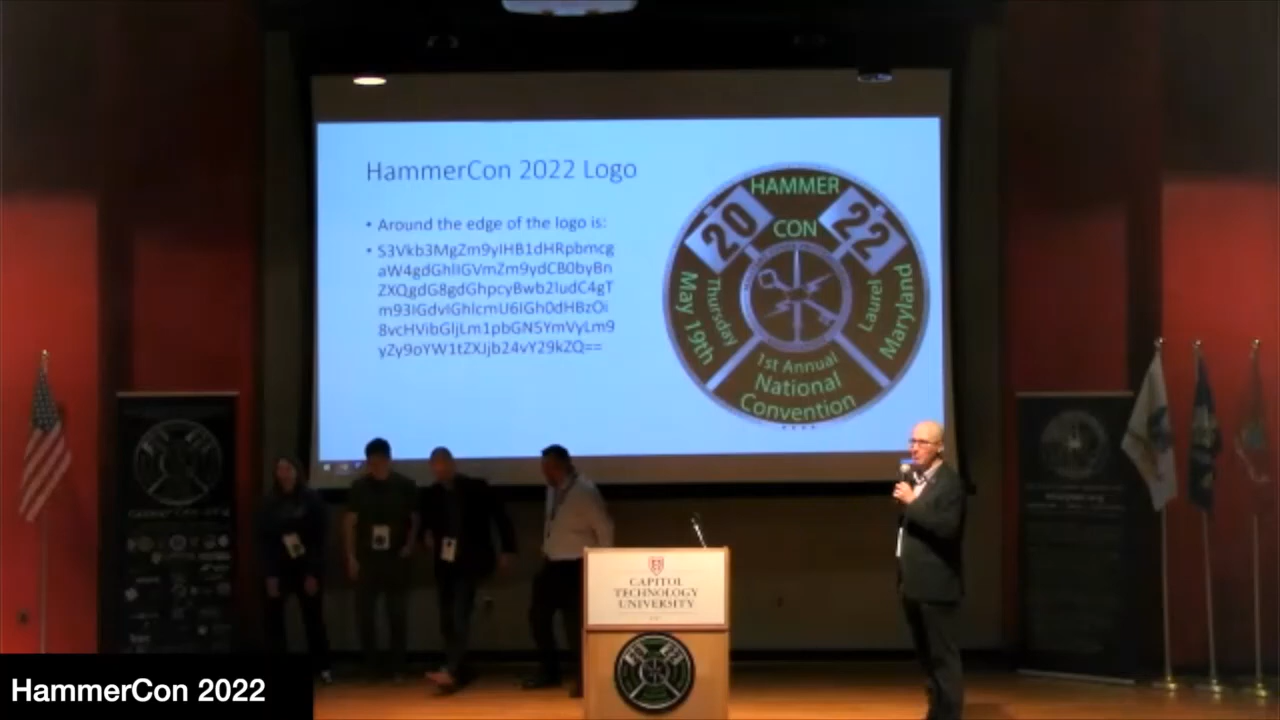 HammerCon 2022 Logo
• Around the edge of the logo is:
• S3Vkb3MgZm9yIHB1dHRpbmcg
aW4gdGhlIGVmZm9ydCB0byBn
ZXQgdG8gdGhpcyBwb2ludC4gT
m93IGdvIGhlcmU6IGh0dHBzOi
8vcHVibGljLm1pbGN5YmVyLm9
yZy9oYW1tZXJjb24vY29kZQ==
HAMMER
CON
20
22
May 19th
Thursday
Laurel
Maryland
1st Annual
National
Convention
CAPITOL
TECHNOLOGY
UNIVERSITY
HammerCon 2022